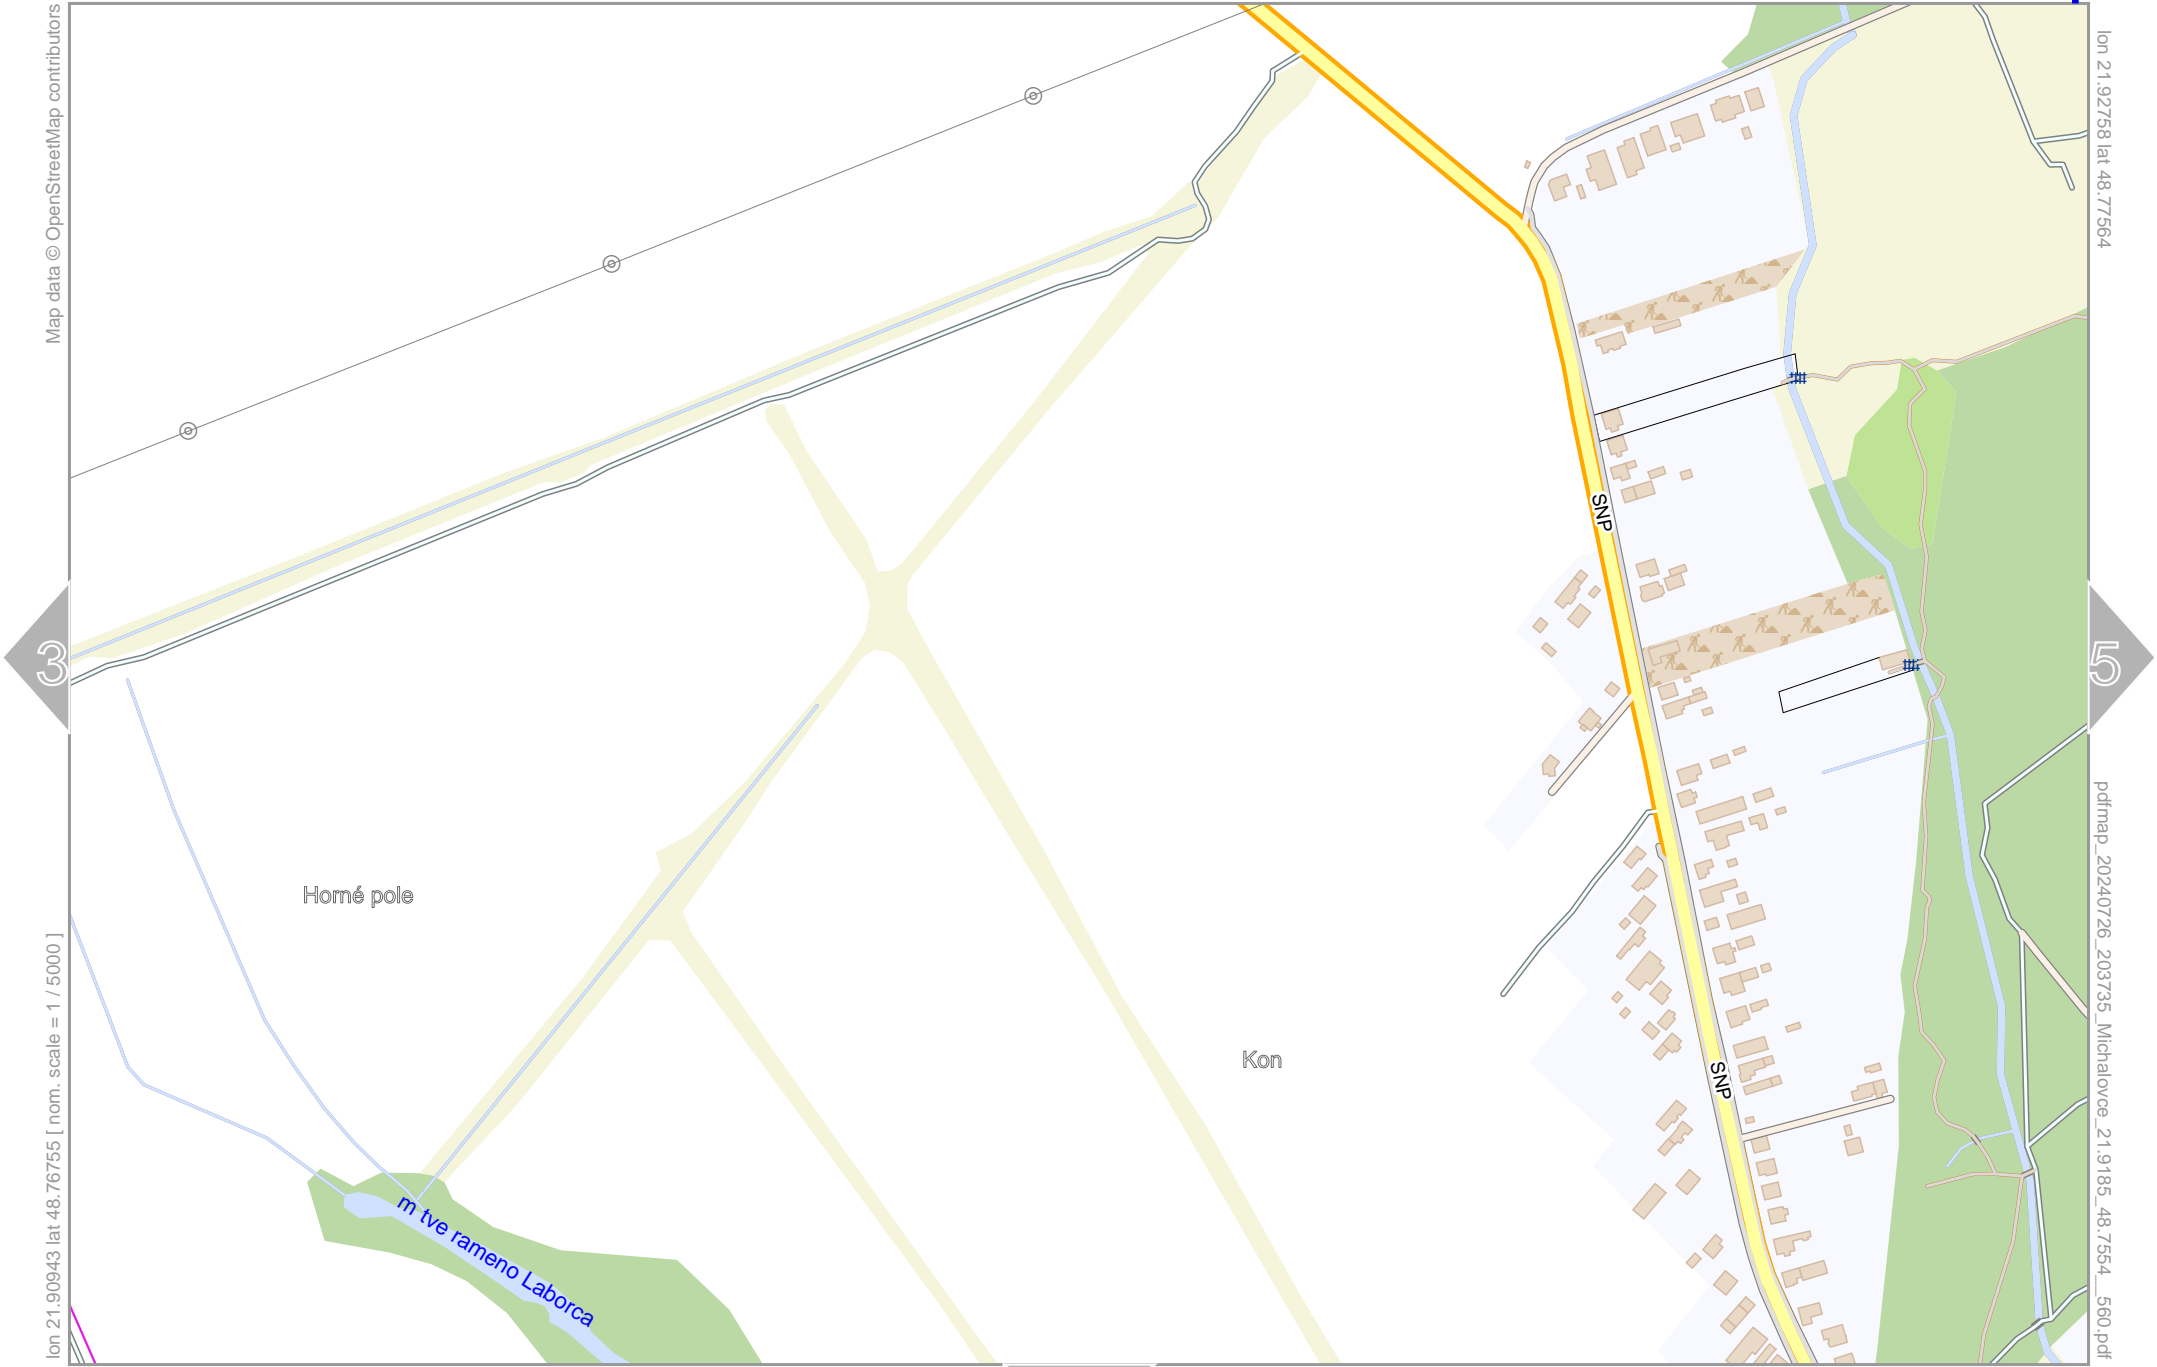 Map data © OpenStreetMap contributors
lon 21.92758 lat 48.77564
SNP
3
5
Horné pole
Kon
SNP
m tve rameno Laborca
lon 21.90943 lat 48.76755 [ nom. scale = 1 / 5000 ]
pdfmap_20240726_203735_Michalovce_21.9185_48.7554__560.pdf